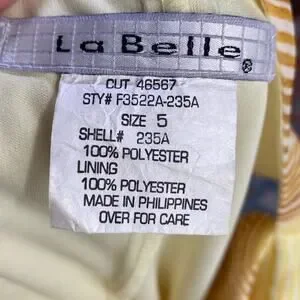 La Belle ®
CUT 46567
STY# F3522A-235A
SIZE 5
SHELL# 235A
100% POLYESTER
LINING
100% POLYESTER
MADE IN PHILIPPINES
OVER FOR CARE